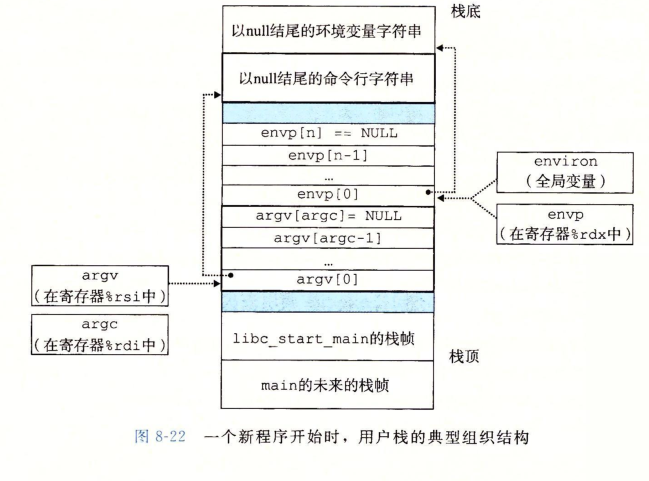 栈底
以null结尾的环境变量字符串
以null结尾的命令行字符串
envp[n] == NULL
envp[n-1]
…
envp[0]
argv[argc]= NULL
argv[argc-1]
…
argv[0]
environ
(全局变量)
envp
(在寄存器%rdx中)
argv
(在寄存器%rsi中)
argc
(在寄存器%rdi中)
libc_start_main的栈帧
栈顶
main的未来的栈帧
图 8-22 一个新程序开始时，用户栈的典型组织结构